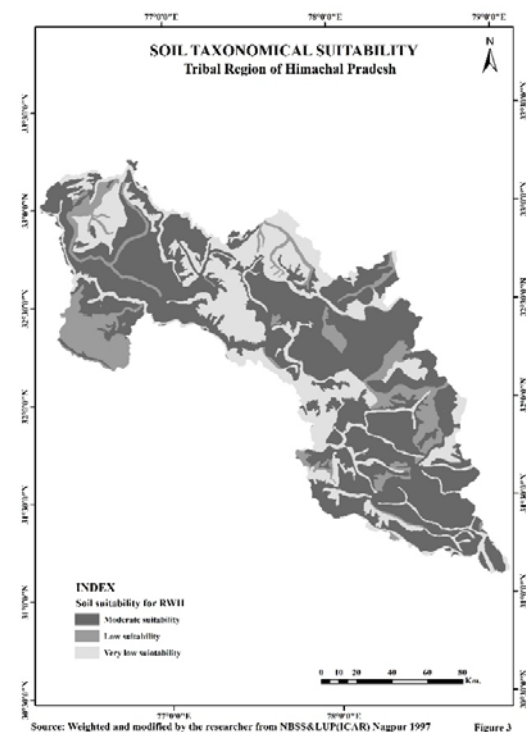 77°0'0"E 78°0'0"E 79°0'0"E
SOIL TAXONOMICAL SUITABILITY
Tribal Region of Himachal Pradesh
N
INDEX
Soil suitability for RWH
Moderate suitability
Low suitability
Very low suitability
0 10 20 40 60 80
Km.
77°0'0"E 78°0'0"E
Source: Weighted and modified by the researcher from NBSS&LUP(ICAR) Nagpur 1997 Figure 3